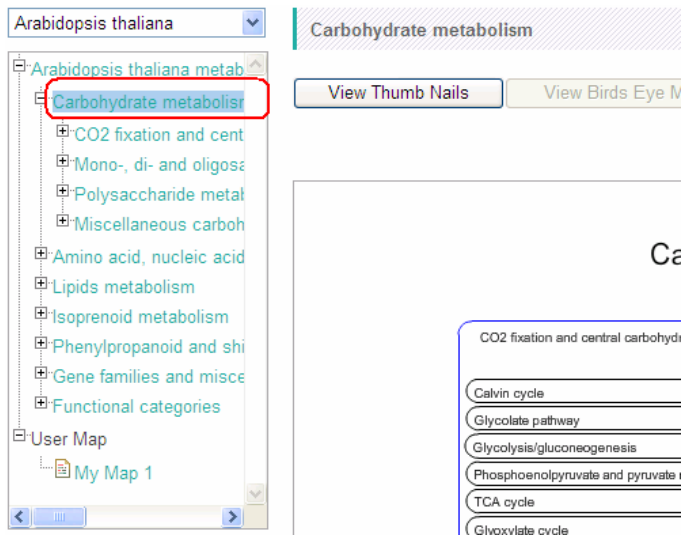 Arabidopsis thaliana
Arabidopsis thaliana metab
Carbohydrate metabolisr
CO2 fixation and cent
Mono-, di- and oligosa
Polysaccharide metal
Miscellaneous carboh
Amino acid, nucleic acid
Lipids metabolism
Isoprenoid metabolism
Phenylpropanoid and shi
Gene families and misce
Functional categories
User Map
My Map 1
Carbohydrate metabolism
View Thumb Nails
View Birds Eye M
Ca
CO2 fixation and central carbohydr
Calvin cycle
Glycolate pathway
Glycolysis/gluconeogenesis
Phosphoenolpyruvate and pyruvate
TCA cycle
Glyoxylate cycle